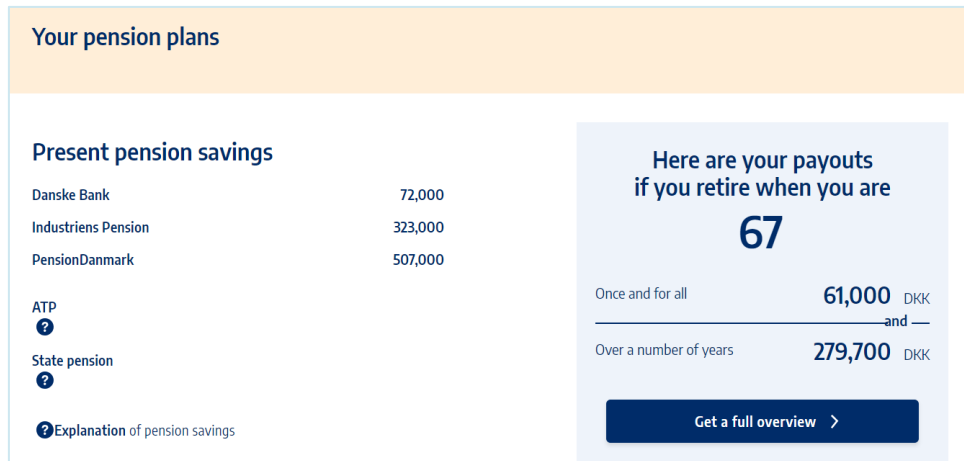 Your pension plans
Present pension savings
Danske Bank 72,000
Industriens Pension 323,000
PensionDanmark 507,000
ATP
?
State pension
?
?Explanation of pension savings
Here are your payouts
if you retire when you are
67
Once and for all 61,000 DKK
and
Over a number of years 279,700 DKK
Get a full overview